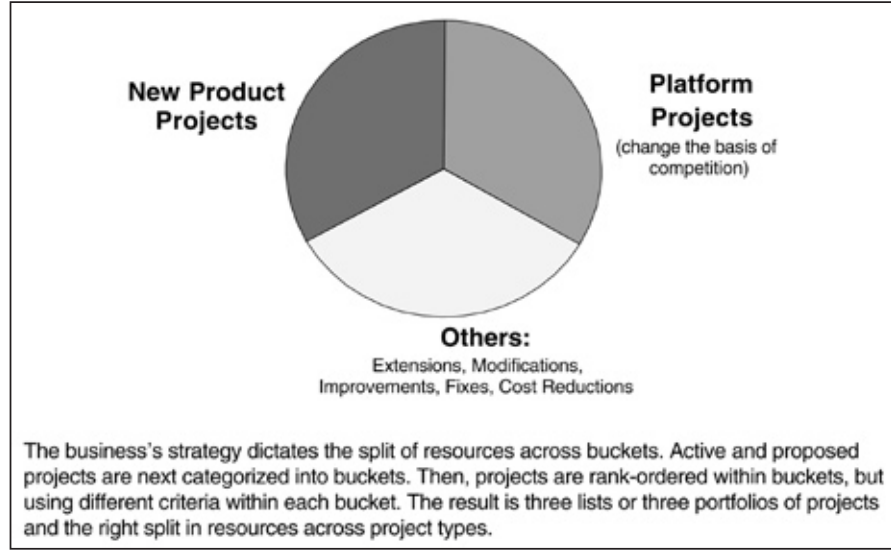 New Product
Projects
Platform
Projects
(change the basis of
competition)
Others:
Extensions, Modifications,
Improvements, Fixes, Cost Reductions
The business's strategy dictates the split of resources across buckets. Active and proposed
projects are next categorized into buckets. Then, projects are rank-ordered within buckets, but
using different criteria within each bucket. The result is three lists or three portfolios of projects
and the right split in resources across project types.